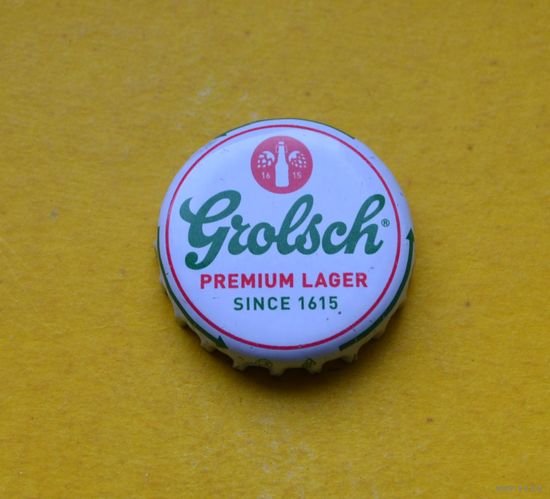 16 15
Grolsch®
PREMIUM LAGER
SINCE 1615